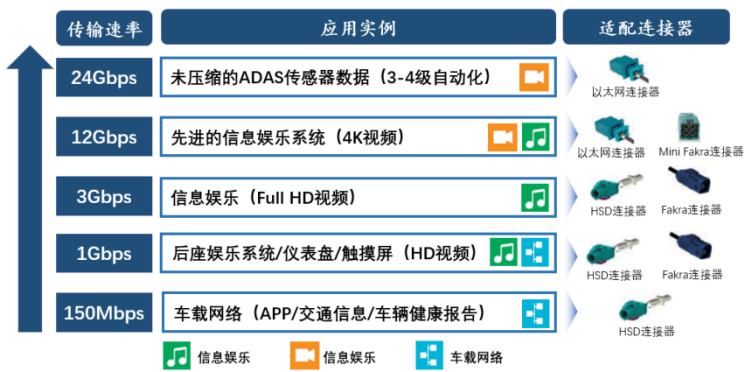 传输速率
应用实例
适配连接器
24Gbps
未压缩的ADAS传感器数据（3-4级自动化）
以太网连接器
12Gbps
先进的信息娱乐系统（4K视频）
以太网连接器
Mini Fakra连接器
3Gbps
信息娱乐（Full HD视频）
HSD连接器
Fakra连接器
1Gbps
后座娱乐系统/仪表盘/触摸屏（HD视频）
HSD连接器
Fakra连接器
150Mbps
车载网络（APP/交通信息/车辆健康报告）
HSD连接器
信息娱乐
信息娱乐
车载网络